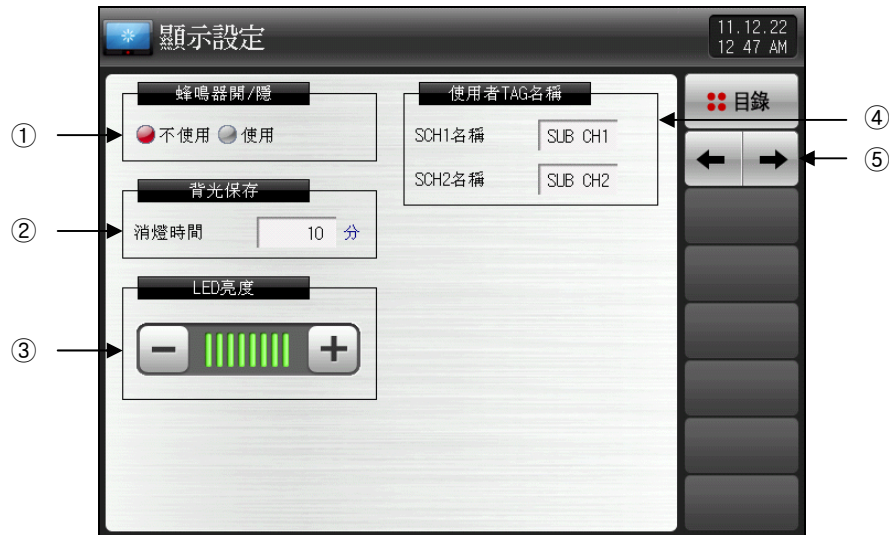 顯示設定
11.12.22
12 47 AM
蜂鳴器開/隱
不使用 使用
背光保存
消燈時間 10 分
LED亮度
使用者TAG名稱
SCH1名稱 SUB CH1
SCH2名稱 SUB CH2
目錄
①
②
③
④
⑤